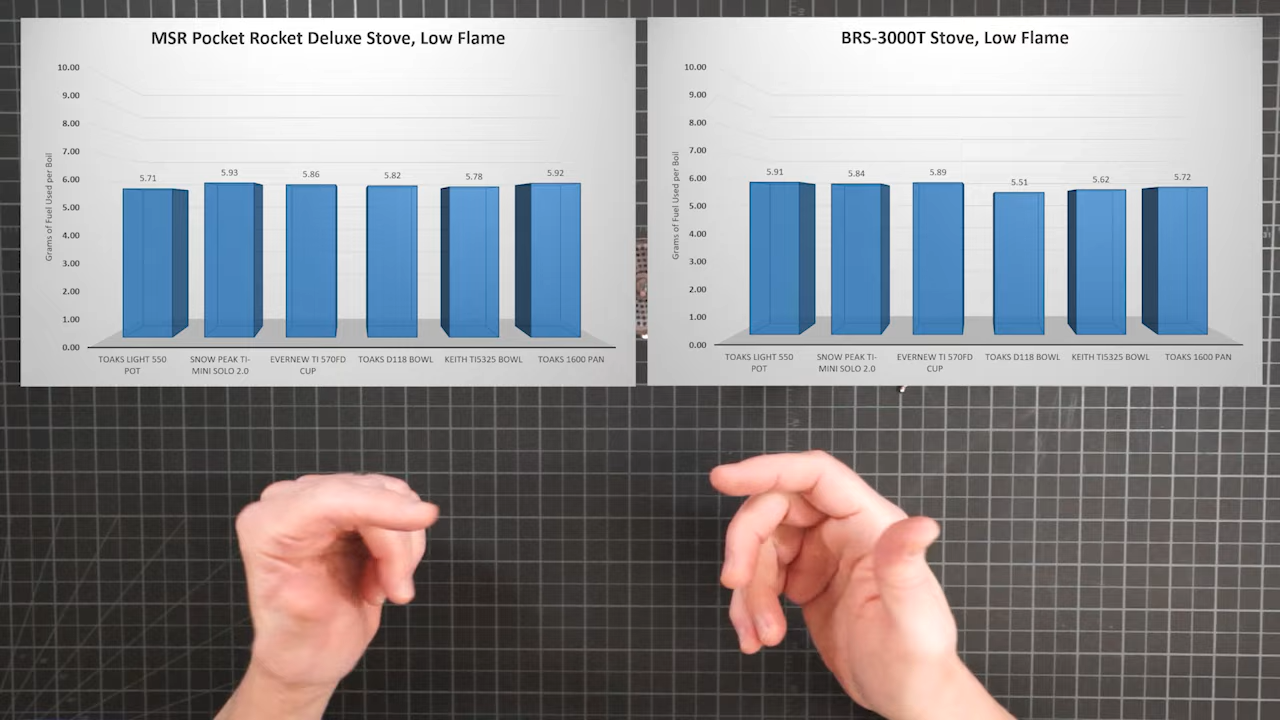 MSR Pocket Rocket Deluxe Stove, Low Flame
10.00
9.00
8.00
7.00
6.00
5.00
4.00
3.00
2.00
1.00
0.00
Grams of Fuel Used per Boil
5.71
5.93
5.86
5.82
5.78
5.92
TOAKS LIGHT 550
POT
SNOW PEAK TI-
MINI SOLO 2.0
EVERNEW TI 570FD
CUP
TOAKS D118 BOWL
KEITH TI5325 BOWL
TOAKS 1600 PAN
BRS-3000T Stove, Low Flame
10.00
9.00
8.00
7.00
6.00
5.00
4.00
3.00
2.00
1.00
0.00
Grams of Fuel Used per Boil
5.91
5.84
5.89
5.51
5.62
5.72
TOAKS LIGHT 550
POT
SNOW PEAK TI-
MINI SOLO 2.0
EVERNEW TI 570FD
CUP
TOAKS D118 BOWL
KEITH TI5325 BOWL
TOAKS 1600 PAN